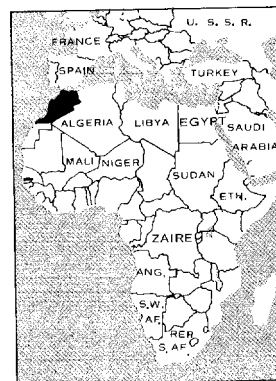 U. S. S. R.
FRANCE
SPAIN
TURKEY
ALGERIA
LIBYA
EGYPT
SAUDI
ARABIA
MALI
NIGER
SUDAN
ETH.
ZAIRE
ANG.
S.W.
AF.
REP.
S. AF.